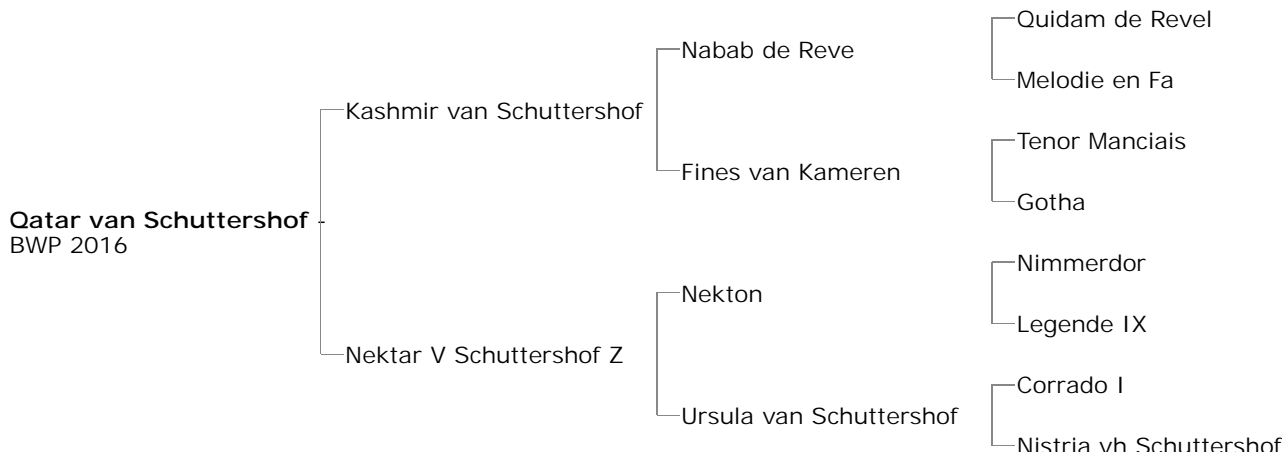 Quidam de Revel
Nabab de Reve
Melodie en Fa
Kashmir van Schuttershof
Tenor Manciais
Fines van Kameren
Gotha
Qatar van Schuttershof
BWP 2016
Nimmerdor
Nekton
Legende IX
Nektar V Schuttershof Z
Corrado I
Ursula van Schuttershof
Nistria vh Schuttershof